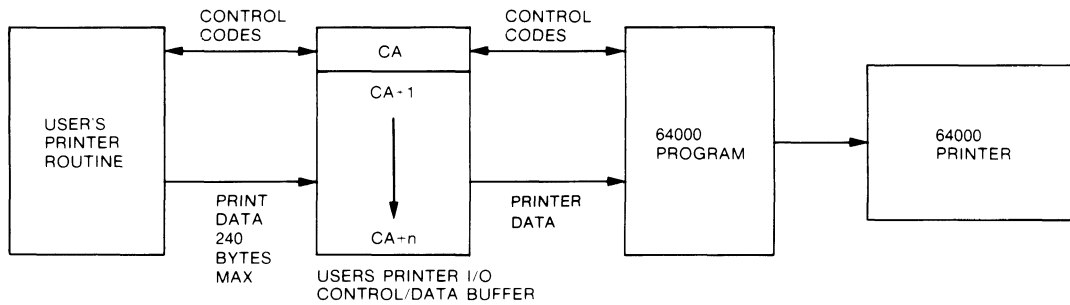 CONTROL
CODES
CONTROL
CODES
CA
CA+1
USER'S
PRINTER
ROUTINE
64000
PROGRAM
64000
PRINTER
PRINT
DATA
240
BYTES
MAX
PRINTER
DATA
CA+n
USERS PRINTER I/O
CONTROL/DATA BUFFER